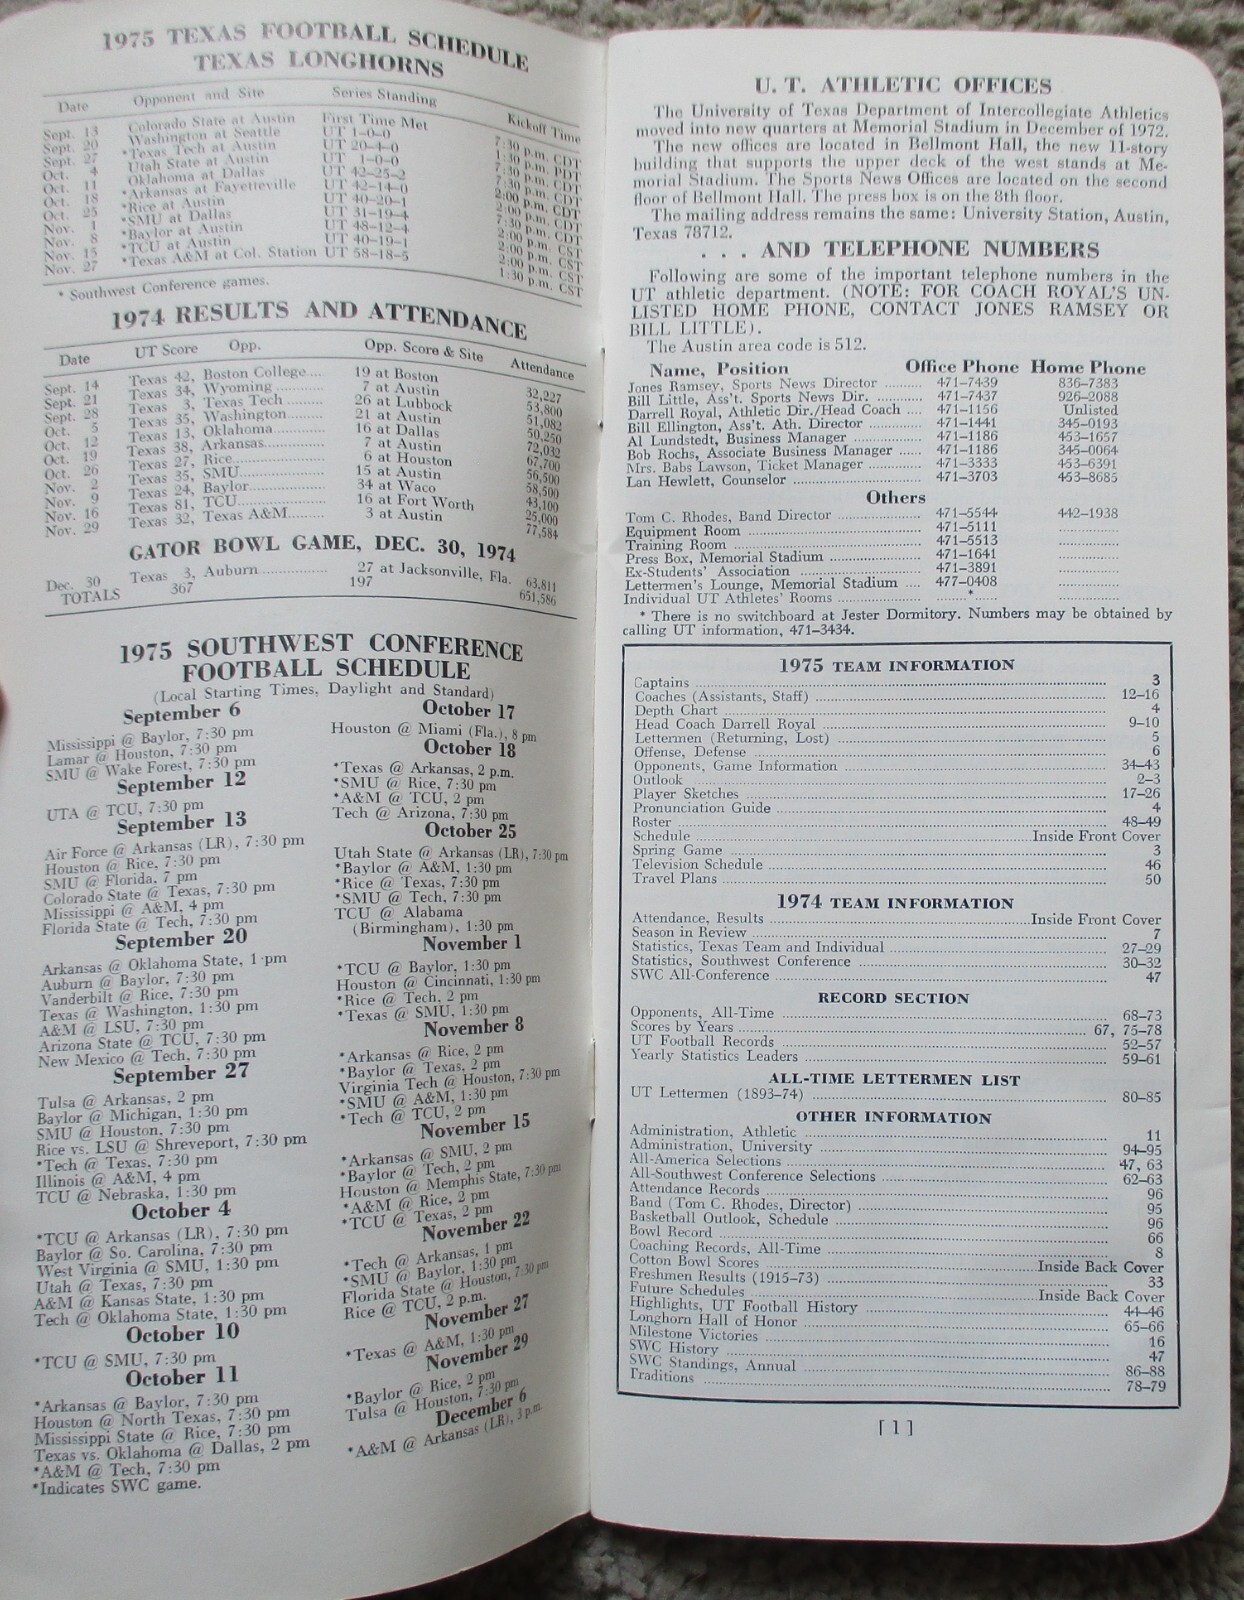 1975 TEXAS FOOTBALL SCHEDULE
TEXAS LONGHORNS
Date Opponent and Site Series Standing Kickoff Time
Sept. 13 Colorado State at Austin First Time Met 7:30 p.m. CDT
Sept. 20 Washington at Seattle UT 1-0-0 1:30 p.m. PDT
Sept. 27 *Texas Tech at Austin UT 20-4-0 7:30 p.m. CDT
Oct. 4 Utah State at Austin UT 1-0-0 7:30 p.m. CDT
Oct. 11 Oklahoma at Dallas UT 42-25-2 2:00 p.m. CDT
Oct. 18 *Arkansas at Fayetteville UT 42-14-0 2:00 p.m. CDT
Oct. 25 *Rice at Austin UT 40-20-1 7:30 p.m. CDT
Nov. 1 *SMU at Dallas UT 31-19-4 2:00 p.m. CST
Nov. 8 *Baylor at Austin UT 48-12-4 2:00 p.m. CST
Nov. 15 *TCU at Austin UT 40-19-1 2:00 p.m. CST
Nov. 27 *Texas A&M at Col. Station UT 58-18-5 1:30 p.m. CST
* Southwest Conference games.
1974 RESULTS AND ATTENDANCE
Date UT Score Opp. Opp. Score & Site Attendance
Sept. 14 Texas 42, Boston College.... 19 at Boston 32,227
Sept. 21 Texas 34, Wyoming ........... 7 at Austin 53,800
Sept. 28 Texas 3, Texas Tech ......... 26 at Lubbock 51,082
Oct. 5 Texas 35, Washington......... 21 at Austin 50,250
Oct. 12 Texas 13, Oklahoma........... 16 at Dallas 72,032
Oct. 19 Texas 38, Arkansas........... 7 at Austin 67,700
Oct. 26 Texas 27, Rice............... 6 at Houston 56,500
Nov. 2 Texas 35, SMU................ 15 at Austin 58,500
Nov. 9 Texas 24, Baylor............. 34 at Waco 43,100
Nov. 16 Texas 81, TCU................ 16 at Fort Worth 25,000
Nov. 29 Texas 32, Texas A&M......... 3 at Austin 77,584
GATOR BOWL GAME, DEC. 30, 1974
Dec. 30 Texas 3, Auburn............. 27 at Jacksonville, Fla. 63,811
TOTALS 367 197 651,586
1975 SOUTHWEST CONFERENCE
FOOTBALL SCHEDULE
(Local Starting Times, Daylight and Standard)
September 6
Mississippi @ Baylor, 7:30 pm
Lamar @ Houston, 7:30 pm
SMU @ Wake Forest, 7:30 pm
September 12
UTA @ TCU, 7:30 pm
September 13
Air Force @ Arkansas (LR), 7:30 pm
Houston @ Rice, 7:30 pm
SMU @ Florida, 7 pm
Colorado State @ Texas, 7:30 pm
Mississippi @ A&M, 4 pm
Florida State @ Tech, 7:30 pm
September 20
Arkansas @ Oklahoma State, 1 pm
Auburn @ Baylor, 7:30 pm
Vanderbilt @ Rice, 7:30 pm
Texas @ Washington, 1:30 pm
A&M @ LSU, 7:30 pm
Arizona State @ TCU, 7:30 pm
New Mexico @ Tech, 7:30 pm
September 27
Tulsa @ Arkansas, 2 pm
Baylor @ Michigan, 1:30 pm
SMU @ Houston, 7:30 pm
Rice vs. LSU @ Shreveport, 7:30 pm
*Tech @ Texas, 7:30 pm
Illinois @ A&M, 4 pm
TCU @ Nebraska, 1:30 pm
October 4
*TCU @ Arkansas (LR), 7:30 pm
Baylor @ So. Carolina, 7:30 pm
West Virginia @ SMU, 1:30 pm
Utah @ Texas, 7:30 pm
A&M @ Kansas State, 1:30 pm
Tech @ Oklahoma State, 1:30 pm
October 10
*TCU @ SMU, 7:30 pm
October 11
*Arkansas @ Baylor, 7:30 pm
Houston @ North Texas, 7:30 pm
Mississippi State @ Rice, 7:30 pm
Texas vs. Oklahoma @ Dallas, 2 pm
*A&M @ Tech, 7:30 pm
*Indicates SWC game.
October 17
Houston @ Miami (Fla.), 8 pm
October 18
*Texas @ Arkansas, 2 p.m.
*SMU @ Rice, 7:30 pm
*A&M @ TCU, 2 pm
Tech @ Arizona, 7:30 pm
October 25
Utah State @ Arkansas (LR), 7:30 pm
*Baylor @ A&M, 1:30 pm
*Rice @ Texas, 7:30 pm
*SMU @ Tech, 7:30 pm
TCU @ Alabama
(Birmingham), 1:30 pm
November 1
*TCU @ Baylor, 1:30 pm
Houston @ Cincinnati, 1:30 pm
*Rice @ Tech, 2 pm
*Texas @ SMU, 1:30 pm
November 8
*Arkansas @ Rice, 2 pm
*Baylor @ Texas, 2 pm
Virginia Tech @ Houston, 7:30 pm
*SMU @ A&M, 1:30 pm
*Tech @ TCU, 2 pm
November 15
*Arkansas @ SMU, 2 pm
*Baylor @ Tech, 2 pm
Houston @ Memphis State, 7:30 pm
*A&M @ Rice, 2 pm
*TCU @ Texas, 2 pm
November 22
*Tech @ Arkansas, 1 pm
*SMU @ Baylor, 1:30 pm
Florida State @ Houston, 7:30 pm
Rice @ TCU, 2 p.m.
November 27
*Texas @ A&M, 1:30 pm
November 29
*Baylor @ Rice, 2 pm
Tulsa @ Houston, 7:30 pm
December 6
*A&M @ Arkansas (LR), 3 p.m.
U. T. ATHLETIC OFFICES
The University of Texas Department of Intercollegiate Athletics
moved into new quarters at Memorial Stadium in December of 1972.
The new offices are located in Bellmont Hall, the new 11-story
building that supports the upper deck of the west stands at Me-
morial Stadium. The Sports News Offices are located on the second
floor of Bellmont Hall. The press box is on the 8th floor.
The mailing address remains the same: University Station, Austin,
Texas 78712.
. . . AND TELEPHONE NUMBERS
Following are some of the important telephone numbers in the
UT athletic department. (NOTE: FOR COACH ROYAL'S UN-
LISTED HOME PHONE, CONTACT JONES RAMSEY OR
BILL LITTLE).
The Austin area code is 512.
Name, Position Office Phone Home Phone
Jones Ramsey, Sports News Director .......... 471-7439 836-7383
Bill Little, Ass't. Sports News Dir. ............. 471-7437 926-2088
Darrell Royal, Athletic Dir./Head Coach .... 471-1156 Unlisted
Bill Ellington, Ass't. Ath. Director .............. 471-1441 345-0193
Al Lundstedt, Business Manager ................. 471-1186 453-1657
Bob Rochs, Associate Business Manager ...... 471-1186 345-0064
Mrs. Babs Lawson, Ticket Manager ............ 471-3333 453-6391
Lan Hewlett, Counselor ............................. 471-3703 453-8685
Others
Tom C. Rhodes, Band Director .................... 471-5544 442-1938
Equipment Room ...................................... 471-5111 ..............
Training Room ......................................... 471-5513 ..............
Press Box, Memorial Stadium ..................... 471-1641 ..............
Ex-Students' Association ............................ 471-3891 ..............
Lettermen's Lounge, Memorial Stadium .... 477-0408 ..............
Individual UT Athletes' Rooms .................... * ..............
* There is no switchboard at Jester Dormitory. Numbers may be obtained by
calling UT information, 471-3434.
1975 TEAM INFORMATION
Captains .......... 3
Coaches (Assistants, Staff) .......... 12-16
Depth Chart .......... 4
Head Coach Darrell Royal .......... 9-10
Lettermen (Returning, Lost) .......... 5
Offense, Defense .......... 6
Opponents, Game Information .......... 34-43
Outlook .......... 2-3
Player Sketches .......... 17-26
Pronunciation Guide .......... 4
Roster .......... 48-49
Schedule .......... Inside Front Cover
Spring Game .......... 3
Television Schedule .......... 46
Travel Plans .......... 50
1974 TEAM INFORMATION
Attendance, Results .......... Inside Front Cover
Season in Review .......... 7
Statistics, Texas Team and Individual .......... 27-29
Statistics, Southwest Conference .......... 30-32
SWC All-Conference .......... 47
RECORD SECTION
Opponents, All-Time .......... 68-73
Scores by Years .......... 67, 75-78
UT Football Records .......... 52-57
Yearly Statistics Leaders .......... 59-61
ALL-TIME LETTERMEN LIST
UT Lettermen (1893-74) .......... 80-85
OTHER INFORMATION
Administration, Athletic .......... 11
Administration, University .......... 94-95
All-America Selections .......... 47, 63
All-Southwest Conference Selections .......... 62-63
Attendance Records .......... 96
Band (Tom C. Rhodes, Director) .......... 95
Basketball Outlook, Schedule .......... 96
Bowl Record .......... 66
Coaching Records, All-Time .......... 8
Cotton Bowl Scores .......... Inside Back Cover
Freshmen Results (1915-73) .......... 33
Future Schedules .......... Inside Back Cover
Highlights, UT Football History .......... 44-46
Longhorn Hall of Honor .......... 65-66
Milestone Victories .......... 16
SWC History .......... 47
SWC Standings, Annual .......... 86-88
Traditions .......... 78-79
[ 1 ]